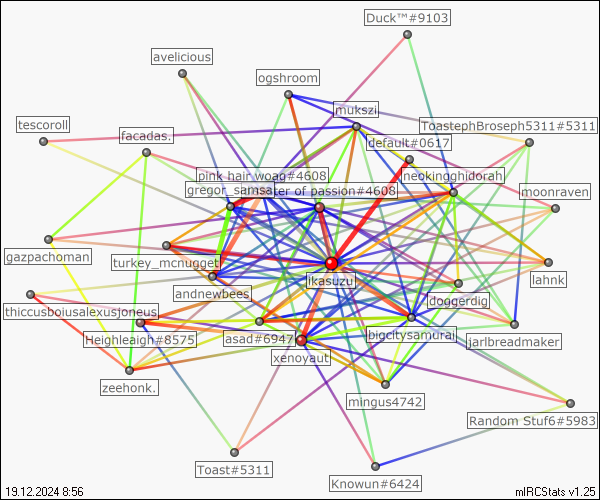 Duck™#9103
avelicious
ogshroom
mukszi
tescoroll
facadas.
ToastephBroseph5311#5311
default#0617
pink hair woag#4608
neokingghidorah
gregor_samsa
ter of passion#4608
moonraven
gazpachoman
turkey_mcnugget
ikasuzu
lahnk
andnewbees
doggerdig
thiccusboiusalexusjoneus
Heighleaigh#8575
asad#6947
bigcitysamurai
jarlbreadmaker
xenoyaut
zeehonk.
mingus4742
Random Stuf6#5983
Toast#5311
Knowun#6424
19.12.2024 8:56
mIRCStats v1.25